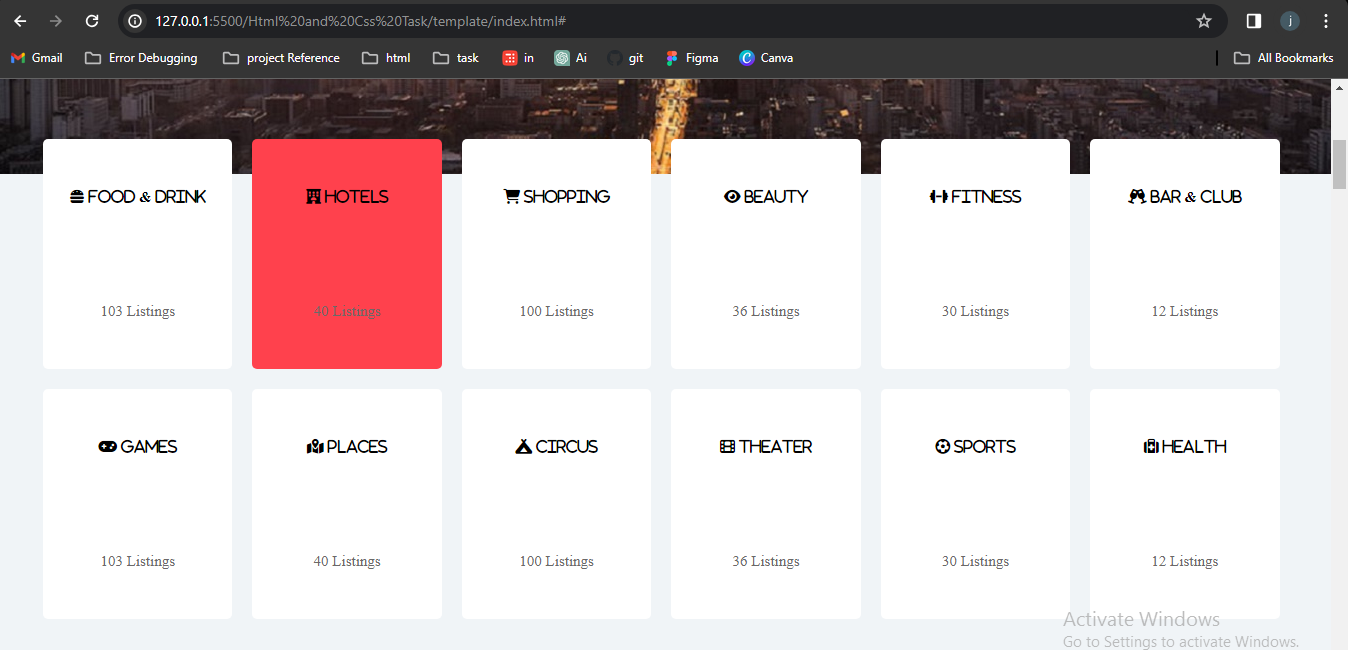 127.0.0.1:5500/Html%20and%20Css%20Task/template/index.html#
j
Gmail Error Debugging project Reference html task in Ai git Figma Canva All Bookmarks
FOOD & DRINK HOTELS SHOPPING BEAUTY FITNESS BAR & CLUB
103 Listings 40 Listings 100 Listings 36 Listings 30 Listings 12 Listings
GAMES PLACES CIRCUS THEATER SPORTS HEALTH
103 Listings 40 Listings 100 Listings 36 Listings 30 Listings 12 Listings
Activate Windows
Go to Settings to activate Windows.